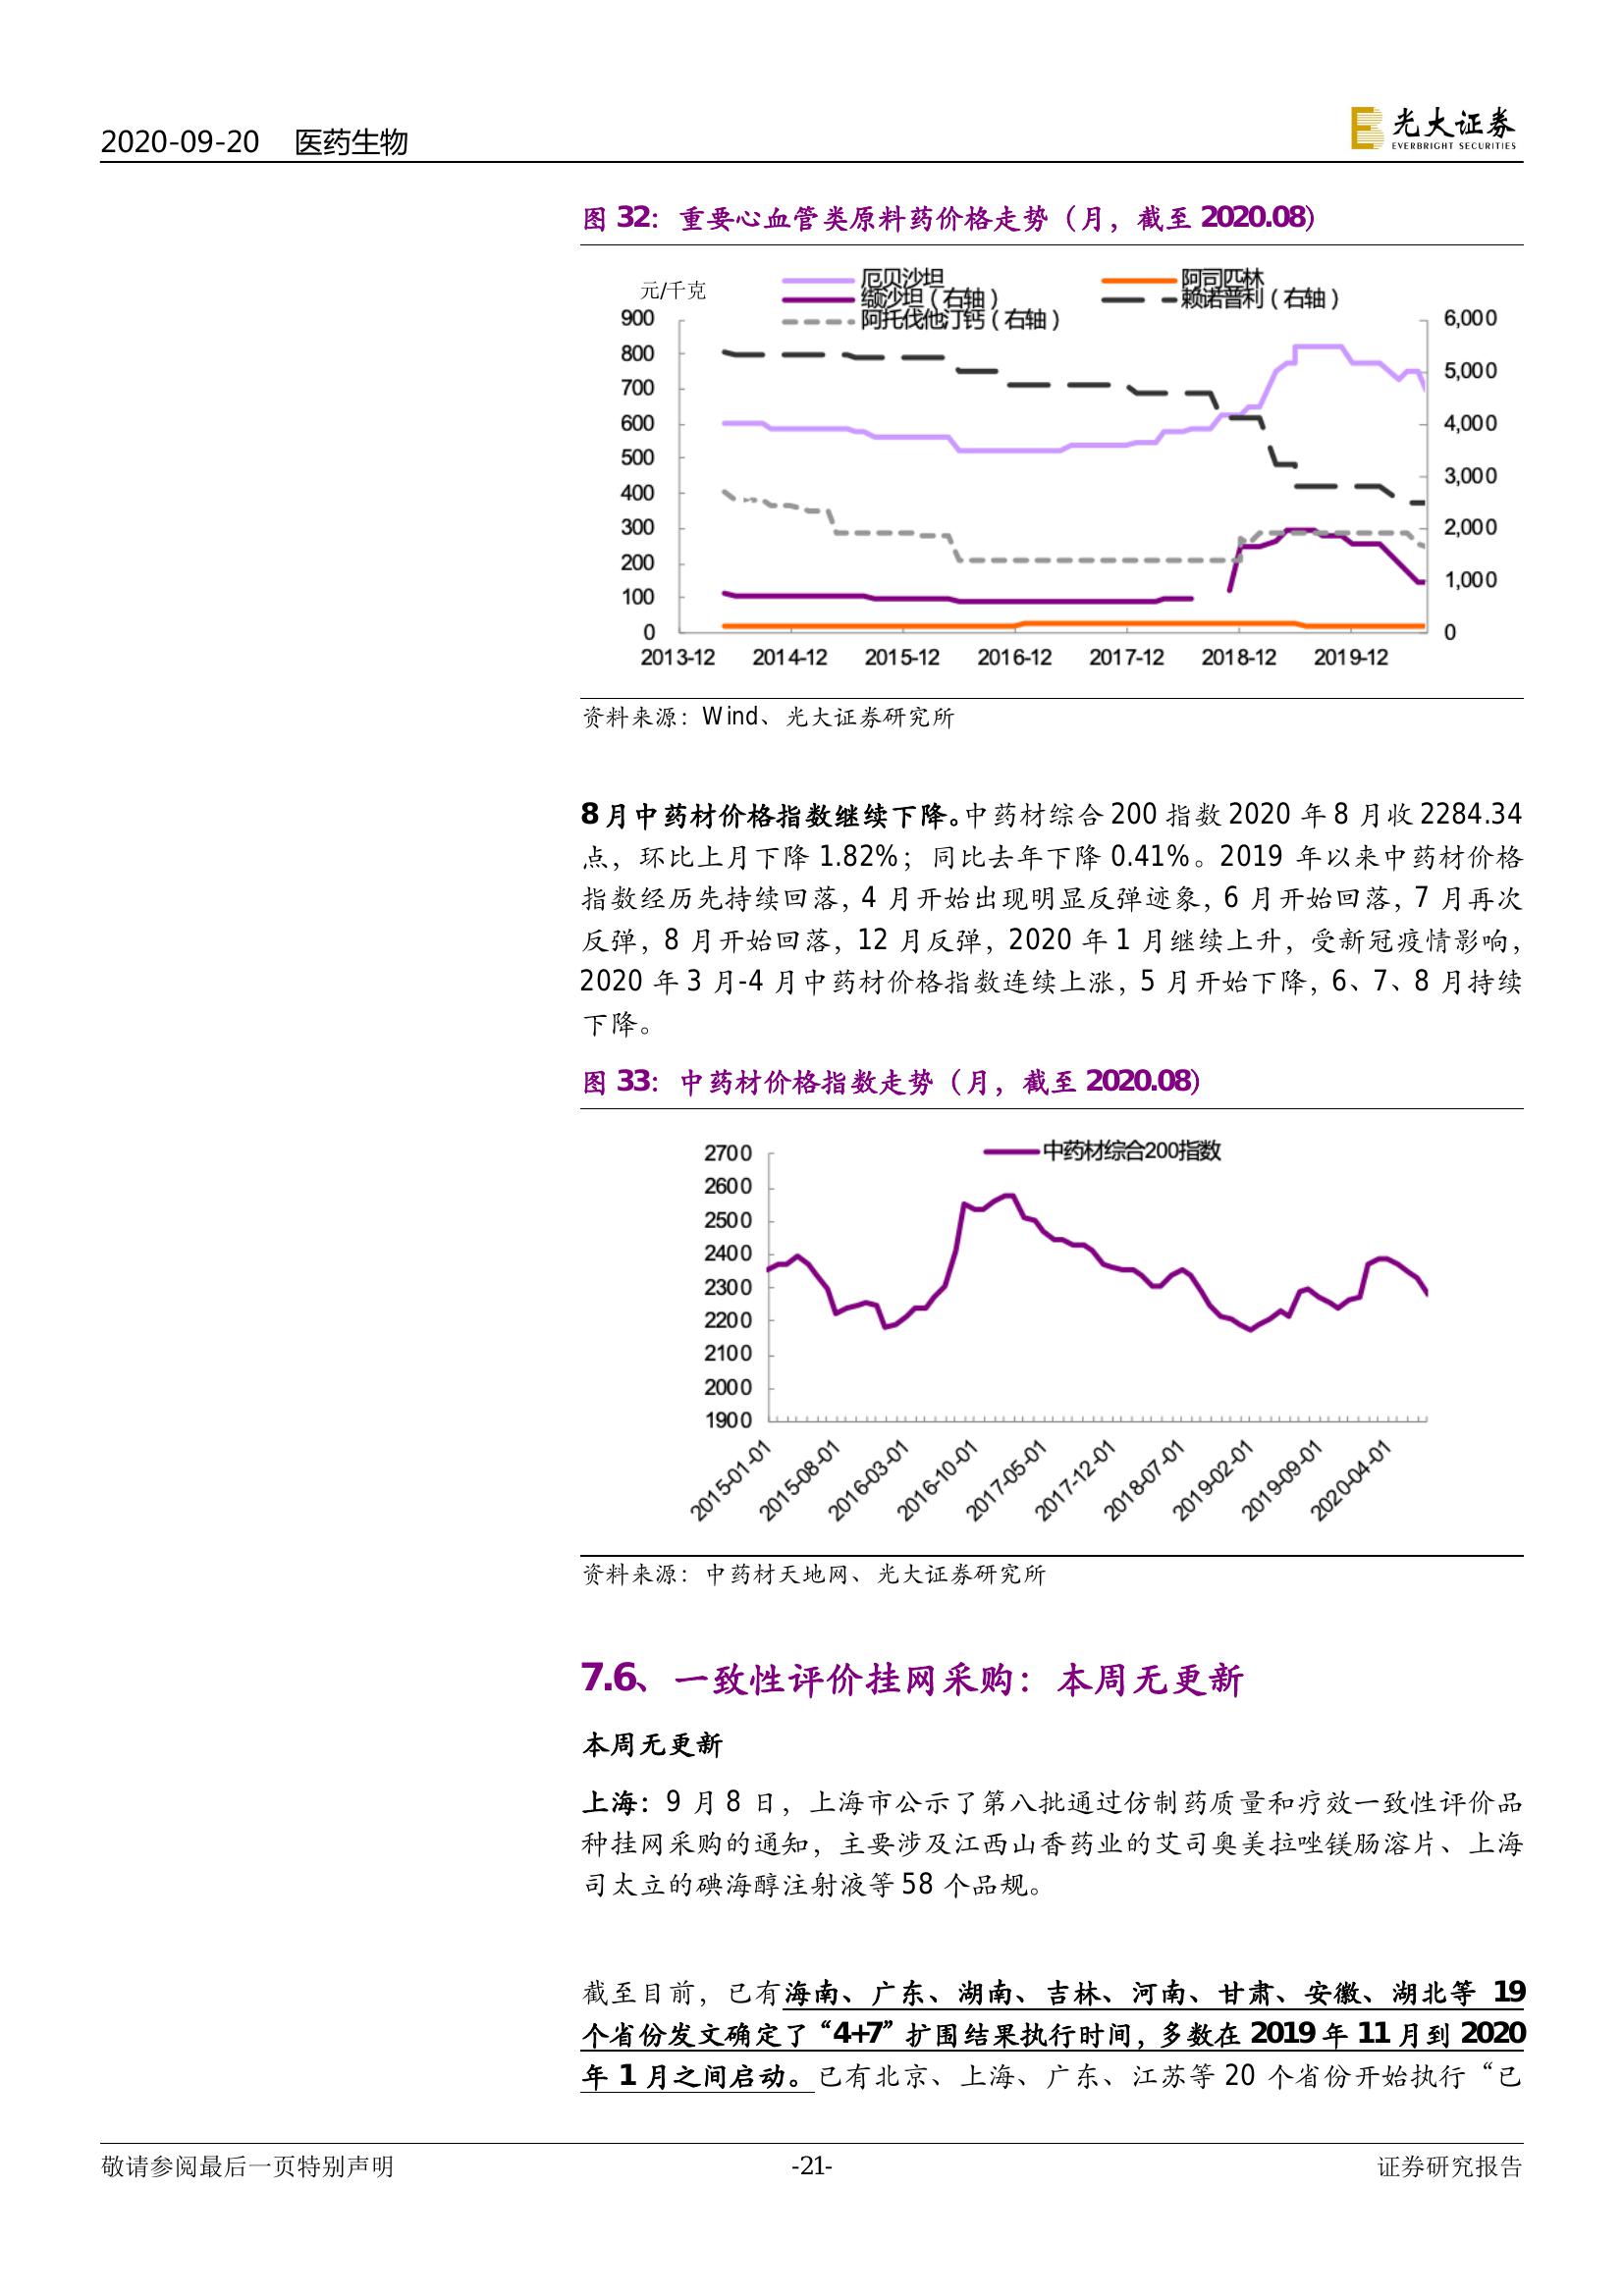 2020-09-20 医药生物
光大证券
EVERBRIGHT SECURITIES
图 32：重要心血管类原料药价格走势（月，截至 2020.08）
元/千克
厄贝沙坦
阿司匹林
缬沙坦（右轴）
赖诺普利（右轴）
阿托伐他汀钙（右轴）
900
800
700
600
500
400
300
200
100
0
6,000
5,000
4,000
3,000
2,000
1,000
0
2013-12 2014-12 2015-12 2016-12 2017-12 2018-12 2019-12
资料来源：Wind、光大证券研究所
8 月中药材价格指数继续下降。中药材综合 200 指数 2020 年 8 月收 2284.34
点，环比上月下降 1.82%；同比去年下降 0.41%。2019 年以来中药材价格
指数经历先持续回落，4 月开始出现明显反弹迹象，6 月开始回落，7 月再次
反弹，8 月开始回落，12 月反弹，2020 年 1 月继续上升，受新冠疫情影响，
2020 年 3 月-4 月中药材价格指数连续上涨，5 月开始下降，6、7、8 月持续
下降。
图 33：中药材价格指数走势（月，截至 2020.08）
中药材综合200指数
2700
2600
2500
2400
2300
2200
2100
2000
1900
2015-01-01 2015-08-01 2016-03-01 2016-10-01 2017-05-01 2017-12-01 2018-07-01 2019-02-01 2019-09-01 2020-04-01
资料来源：中药材天地网、光大证券研究所
7.6、一致性评价挂网采购：本周无更新
本周无更新
上海：9 月 8 日，上海市公示了第八批通过仿制药质量和疗效一致性评价品
种挂网采购的通知，主要涉及江西山香药业的艾司奥美拉唑镁肠溶片、上海
司太立的碘海醇注射液等 58 个品规。
截至目前，已有海南、广东、湖南、吉林、河南、甘肃、安徽、湖北等 19
个省份发文确定了“4+7”扩围结果执行时间，多数在 2019 年 11 月到 2020
年 1 月之间启动。已有北京、上海、广东、江苏等 20 个省份开始执行“已
敬请参阅最后一页特别声明 -21- 证券研究报告